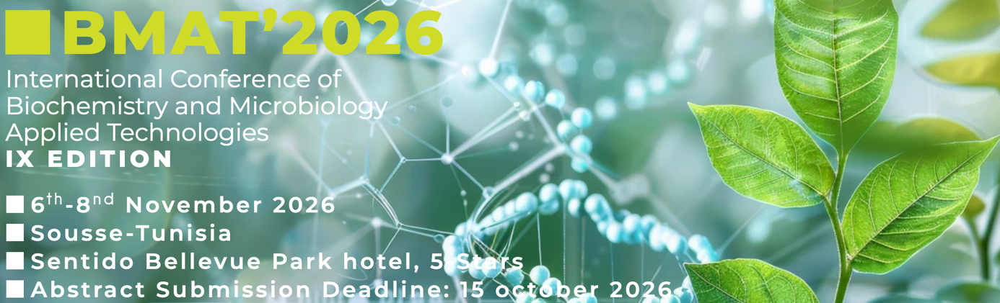 BMAT’2026
International Conference of
Biochemistry and Microbiology
Applied Technologies
IX EDITION
6th-8nd November 2026
Sousse-Tunisia
Sentido Bellevue Park hotel, 5-Stars
Abstract Submission Deadline: 15 october 2026